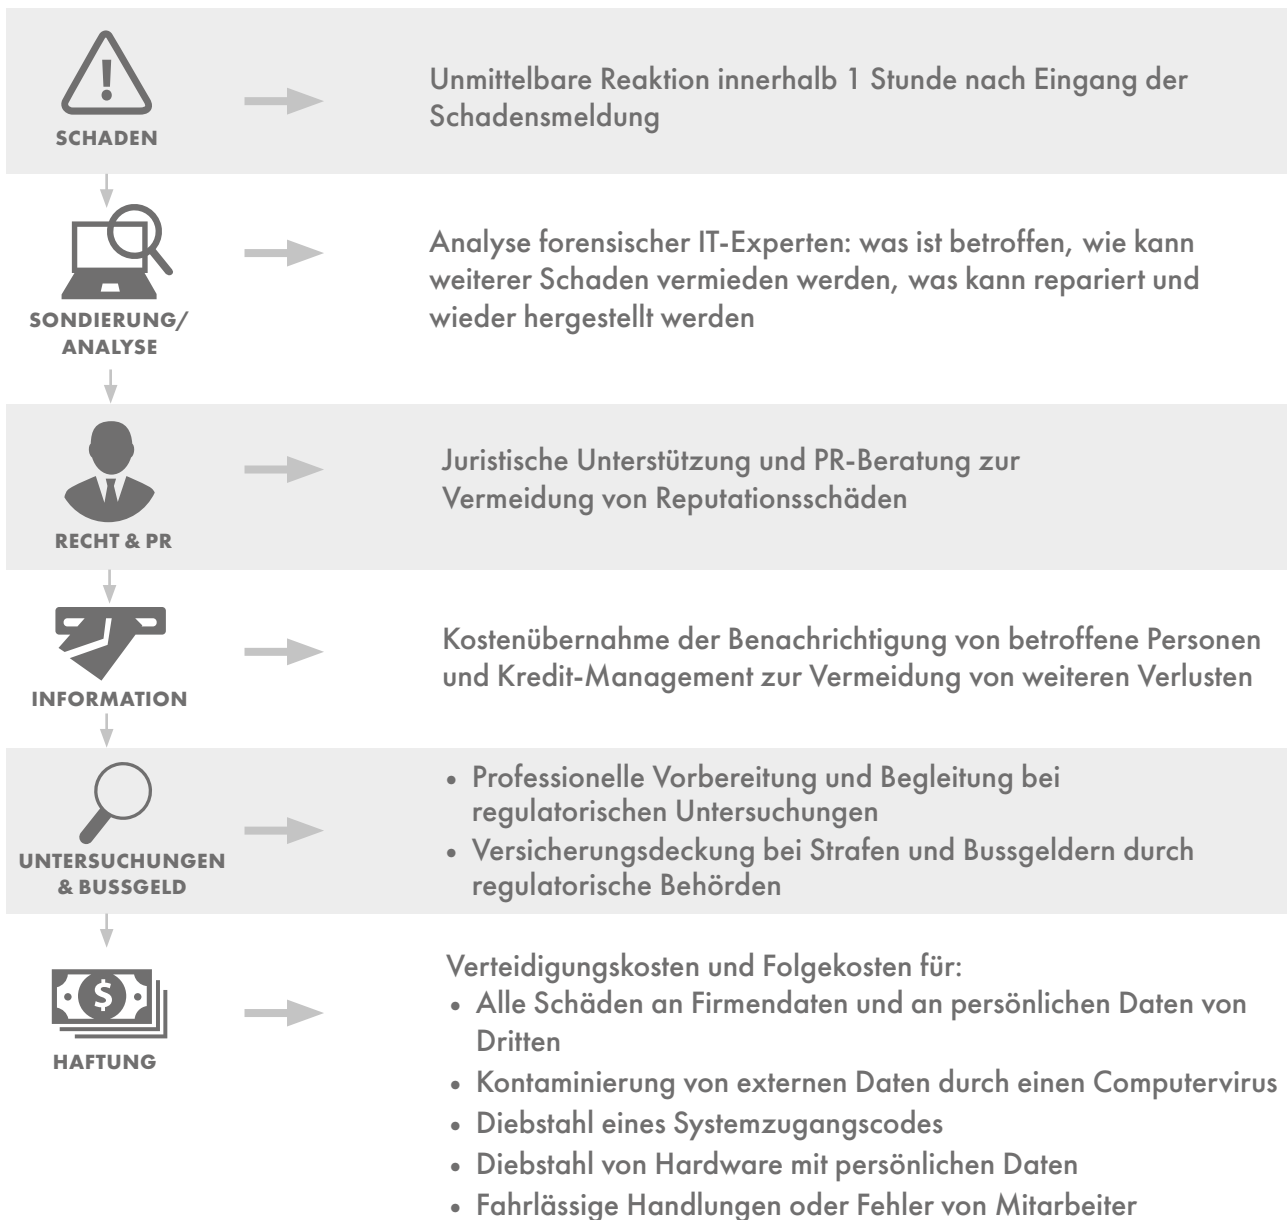 SCHADEN
Unmittelbare Reaktion innerhalb 1 Stunde nach Eingang der
Schadensmeldung
SONDIERUNG/
ANALYSE
Analyse forensischer IT-Experten: was ist betroffen, wie kann
weiterer Schaden vermieden werden, was kann repariert und
wieder hergestellt werden
RECHT & PR
Juristische Unterstützung und PR-Beratung zur
Vermeidung von Reputationsschäden
INFORMATION
Kostenübernahme der Benachrichtigung von betroffene Personen
und Kredit-Management zur Vermeidung von weiteren Verlusten
UNTERSUCHUNGEN
& BUSSGELD
• Professionelle Vorbereitung und Begleitung bei
regulatorischen Untersuchungen
• Versicherungsdeckung bei Strafen und Bussgeldern durch
regulatorische Behörden
$
HAFTUNG
Verteidigungskosten und Folgekosten für:
• Alle Schäden an Firmendaten und an persönlichen Daten von
Dritten
• Kontaminierung von externen Daten durch einen Computervirus
• Diebstahl eines Systemzugangscodes
• Diebstahl von Hardware mit persönlichen Daten
• Fahrlässige Handlungen oder Fehler von Mitarbeiter